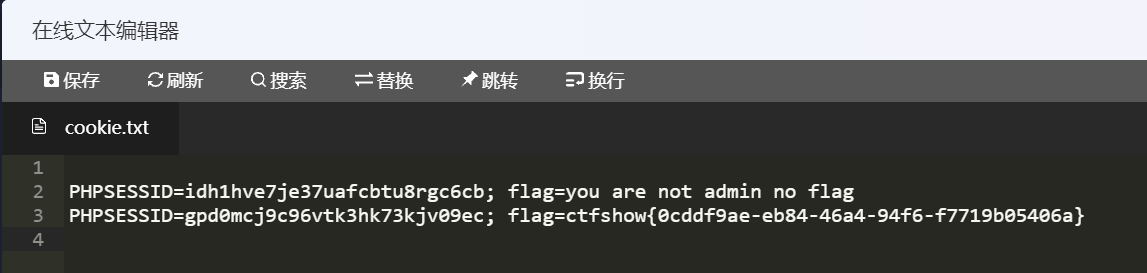 在线文本编辑器
保存 刷新 搜索 替换 跳转 换行
cookie.txt
1
2 PHPSESSID=idh1hve7je37uafcbtu8rgc6cb; flag=you are not admin no flag
3 PHPSESSID=gpd0mcj9c96vtk3hk73kjv09ec; flag=ctfshow{0cddf9ae-eb84-46a4-94f6-f7719b05406a}
4